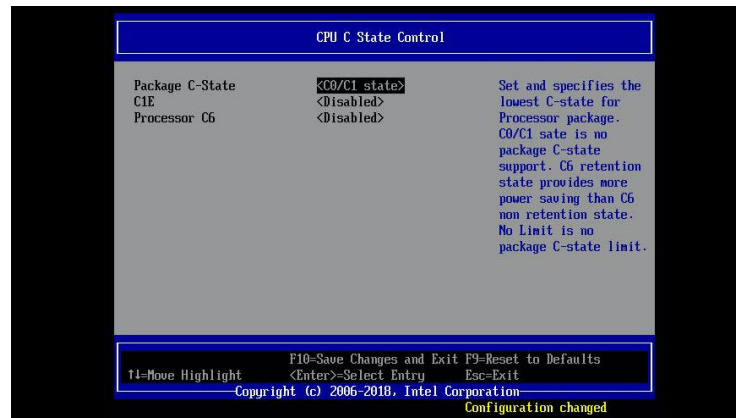 CPU C State Control
Package C-State <C0/C1 state>
C1E <Disabled>
Processor C6 <Disabled>
Set and specifies the
lowest C-state for
Processor package.
C0/C1 sate is no
package C-state
support. C6 retention
state provides more
power saving than C6
non retention state.
No Limit is no
package C-state limit.
F10=Save Changes and Exit F9=Reset to Defaults
↑↓=Move Highlight <Enter>=Select Entry Esc=Exit
Copyright (c) 2006-2018, Intel Corporation
Configuration changed